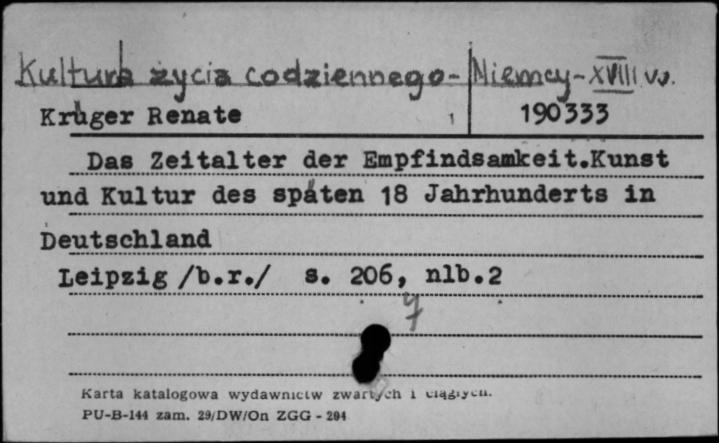 Kultura życia codziennego - Niemcy - XVIII w.
Krüger Renate 190333
Das Zeitalter der Empfindsamkeit.Kunst
und Kultur des späten 18 Jahrhunderts in
Deutschland
Leipzig /b.r./ s. 206, nlb.2
7
Karta katalogowa wydawnictw zwartych i ciągłych.
PU-B-144 zam. 29/DW/On ZGG - 204